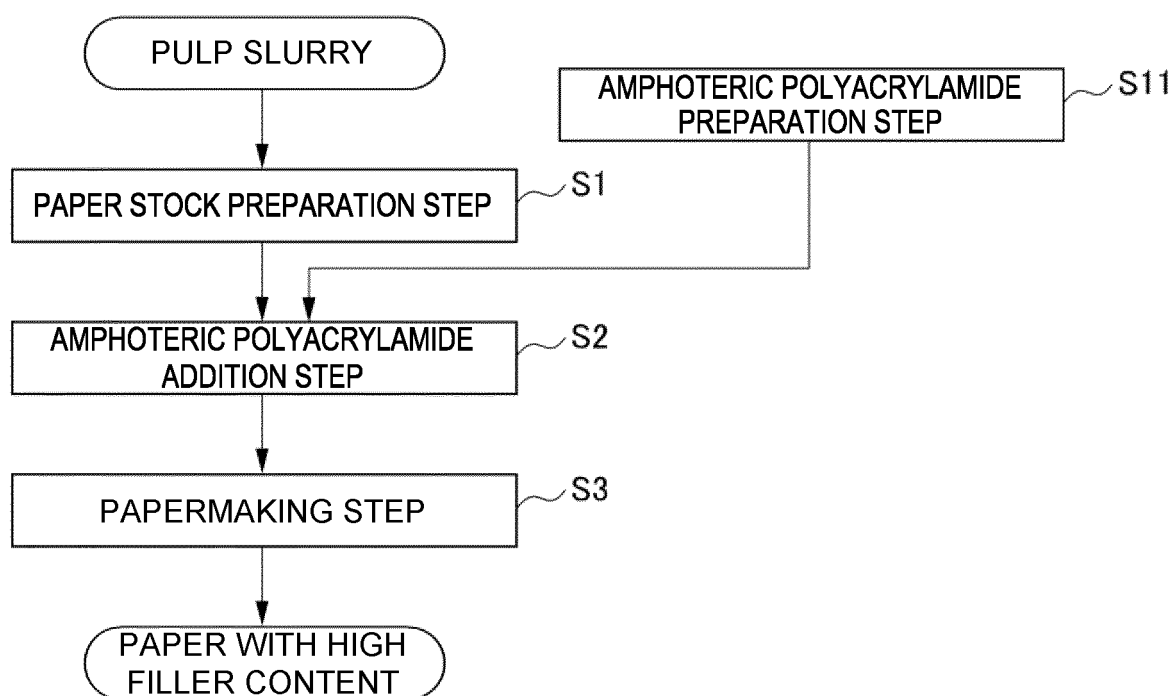 PULP SLURRY
AMPHOTERIC POLYACRYLAMIDE
PREPARATION STEP
S11
PAPER STOCK PREPARATION STEP
S1
AMPHOTERIC POLYACRYLAMIDE
ADDITION STEP
S2
PAPERMAKING STEP
S3
PAPER WITH HIGH
FILLER CONTENT